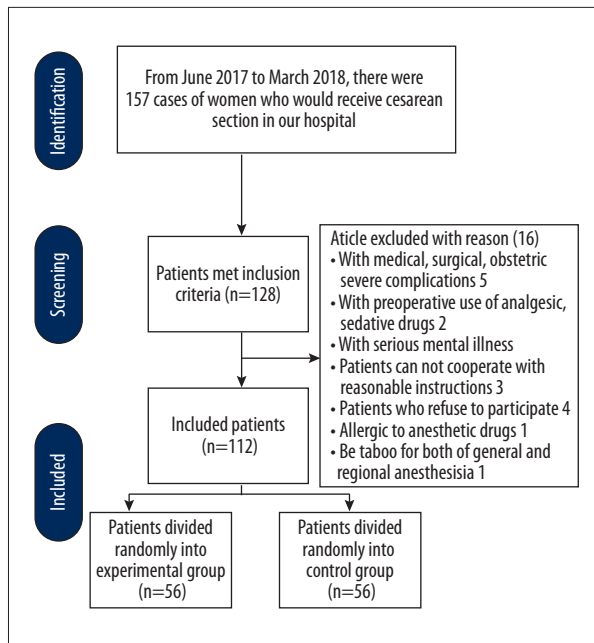 Identification
From June 2017 to March 2018, there were
157 cases of women who would receive cesarean
section in our hospital
Screening
Patients met inclusion
criteria (n=128)
Aticle excluded with reason (16)
• With medical, surgical, obstetric
severe complications 5
• With preoperative use of analgesic,
sedative drugs 2
• With serious mental illness
• Patients can not cooperate with
reasonable instructions 3
• Patients who refuse to participate 4
• Allergic to anesthetic drugs 1
• Be taboo for both of general and
regional anesthesisia 1
Included
Included patients
(n=112)
Patients divided
randomly into
experimental group
(n=56)
Patients divided
randomly into
control group
(n=56)